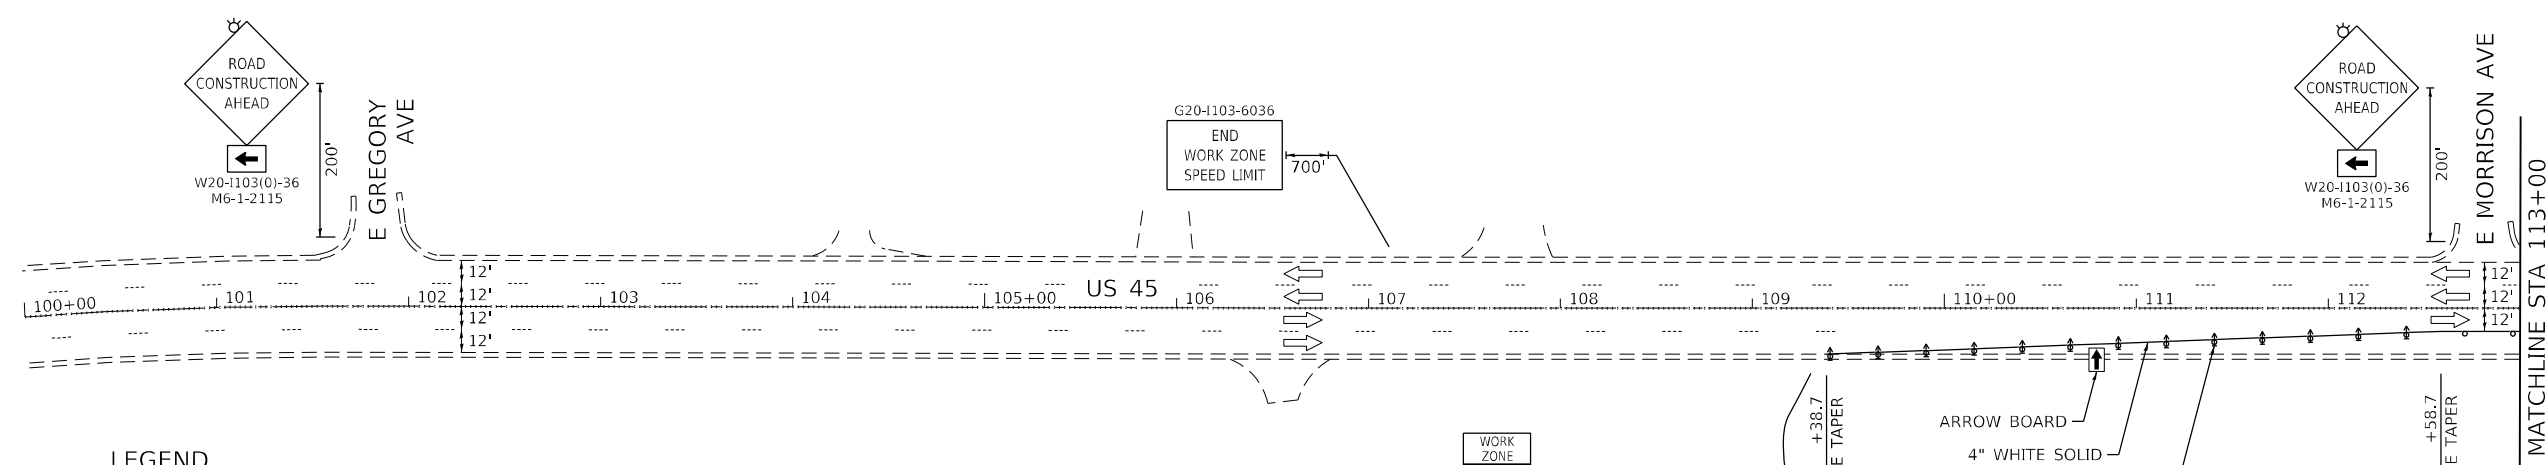 ROAD
CONSTRUCTION
AHEAD
W20-I103(0)-36
M6-1-2115
200'
E GREGORY
AVE
G20-I103-6036
END
WORK ZONE
SPEED LIMIT
700'
ROAD
CONSTRUCTION
AHEAD
W20-I103(0)-36
M6-1-2115
200'
E MORRISON AVE
MATCHLINE STA 113+00
US 45
12'
12'
12'
12'
12'
12'
12'
100+00
101
102
103
104
105+00
106
107
108
109
110+00
111
112
+38.7
E TAPER
ARROW BOARD
4" WHITE SOLID
+58.7
E TAPER
WORK
ZONE
LEGEND